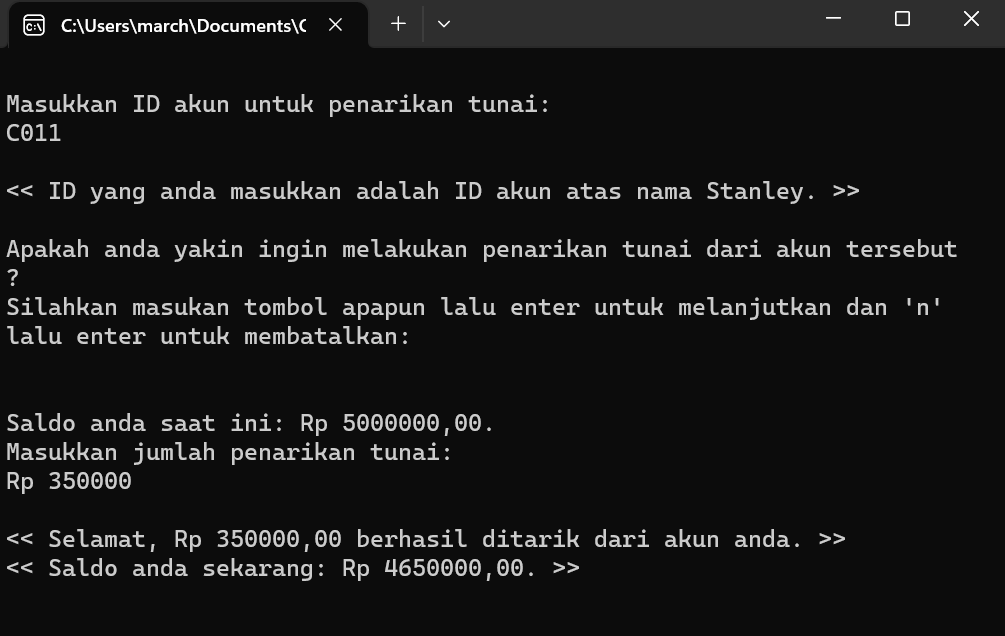 C:\Users\march\Documents\C
Masukkan ID akun untuk penarikan tunai:
C011
<< ID yang anda masukkan adalah ID akun atas nama Stanley. >>
Apakah anda yakin ingin melakukan penarikan tunai dari akun tersebut
?
Silahkan masukan tombol apapun lalu enter untuk melanjutkan dan 'n'
lalu enter untuk membatalkan:
Saldo anda saat ini: Rp 5000000,00.
Masukkan jumlah penarikan tunai:
Rp 350000
<< Selamat, Rp 350000,00 berhasil ditarik dari akun anda. >>
<< Saldo anda sekarang: Rp 4650000,00. >>